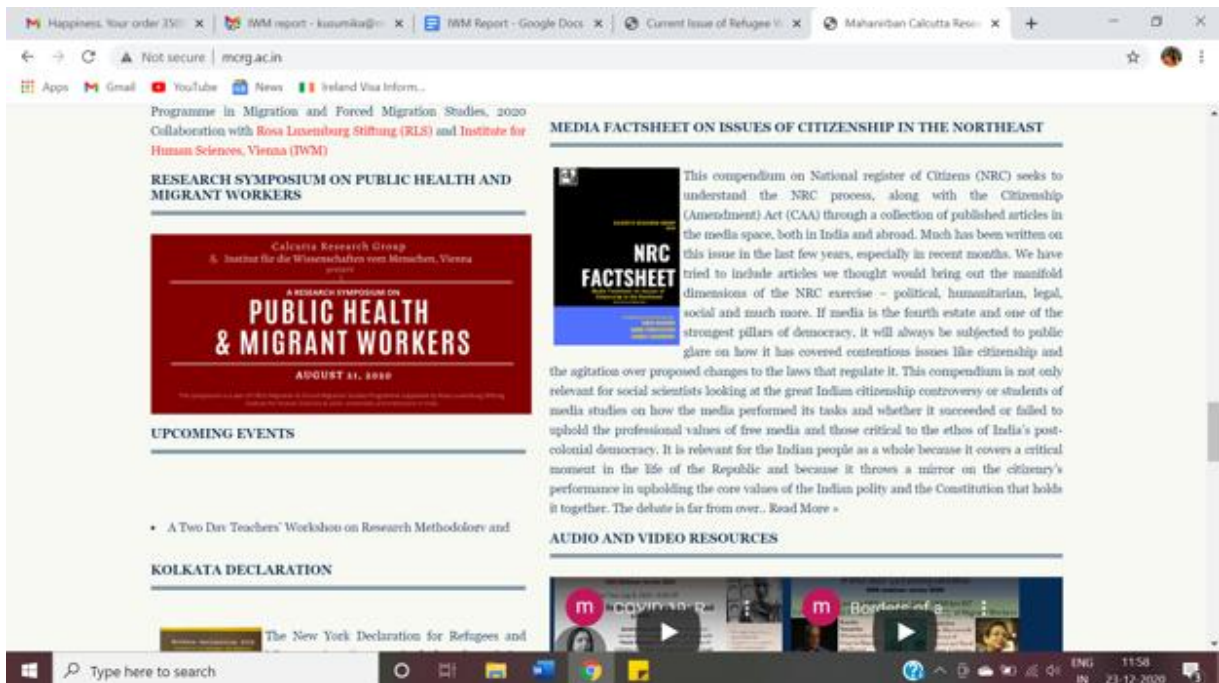 Happiness. Your order 350
IWM report - kusumika@
IWM Report - Google Docs
Current Issue of Refugee W
Mahanirban Calcutta Rese
Not secure | mcrg.ac.in
Apps Gmail YouTube News Ireland Visa Inform...
Programme in Migration and Forced Migration Studies, 2020
Collaboration with Rosa Luxemburg Stiftung (RLS) and Institute for
Human Sciences, Vienna (IWM)
RESEARCH SYMPOSIUM ON PUBLIC HEALTH AND
MIGRANT WORKERS
Calcutta Research Group
& Institut für die Wissenschaften vom Menschen, Vienna
present
A RESEARCH SYMPOSIUM ON
PUBLIC HEALTH
& MIGRANT WORKERS
AUGUST 21, 2020
UPCOMING EVENTS
• A Two Day Teachers' Workshop on Research Methodology and
KOLKATA DECLARATION
The New York Declaration for Refugees and
MEDIA FACTSHEET ON ISSUES OF CITIZENSHIP IN THE NORTHEAST
NRC
FACTSHEET
This compendium on National register of Citizens (NRC) seeks to
understand the NRC process, along with the Citizenship
(Amendment) Act (CAA) through a collection of published articles in
the media space, both in India and abroad. Much has been written on
this issue in the last few years, especially in recent months. We have
tried to include articles we thought would bring out the manifold
dimensions of the NRC exercise – political, humanitarian, legal,
social and much more. If media is the fourth estate and one of the
strongest pillars of democracy, it will always be subjected to public
glare on how it has covered contentions issues like citizenship and
the agitation over proposed changes to the laws that regulate it. This compendium is not only
relevant for social scientists looking at the great Indian citizenship controversy or students of
media studies on how the media performed its tasks and whether it succeeded or failed to
uphold the professional values of free media and those critical to the ethos of India's post-
colonial democracy. It is relevant for the Indian people as a whole because it covers a critical
moment in the life of the Republic and because it throws a mirror on the citizenry's
performance in upholding the core values of the Indian polity and the Constitution that holds
it together. The debate is far from over.. Read More »
AUDIO AND VIDEO RESOURCES
m COVID 19: R
m Borders of a...
Type here to search
ENG
IN
11:58
23-12-2020